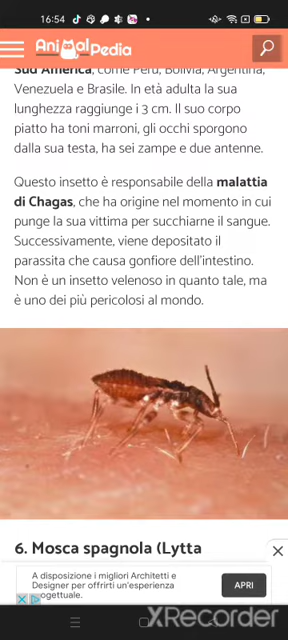 16:54
AnimalPedia
Sud America, come Perù, Bolivia, Argentina,
Venezuela e Brasile. In età adulta la sua
lunghezza raggiunge i 3 cm. Il suo corpo
piatto ha toni marroni, gli occhi sporgono
dalla sua testa, ha sei zampe e due antenne.
Questo insetto è responsabile della malattia
di Chagas, che ha origine nel momento in cui
punge la sua vittima per succhiarne il sangue.
Successivamente, viene depositato il
parassita che causa gonfiore dell'intestino.
Non è un insetto velenoso in quanto tale, ma
è uno dei più pericolosi al mondo.
6. Mosca spagnola (Lytta
A disposizione i migliori Architetti e
Designer per offrirti un'esperienza
ogettuale.
APRI
XRecorder